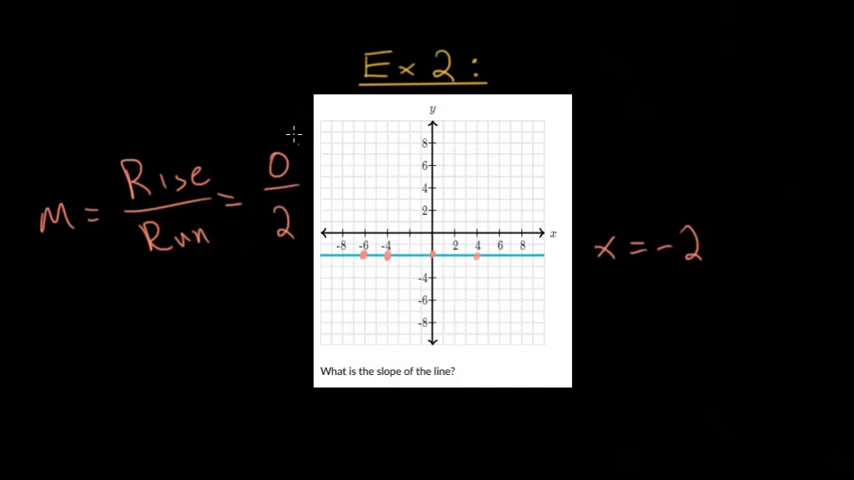 Ex 2:
M = Rise / Run = 0 / 2
y
8
6
4
2
x
-8 -6 -4 2 4 6 8
-4
-6
-8
x = -2
What is the slope of the line?